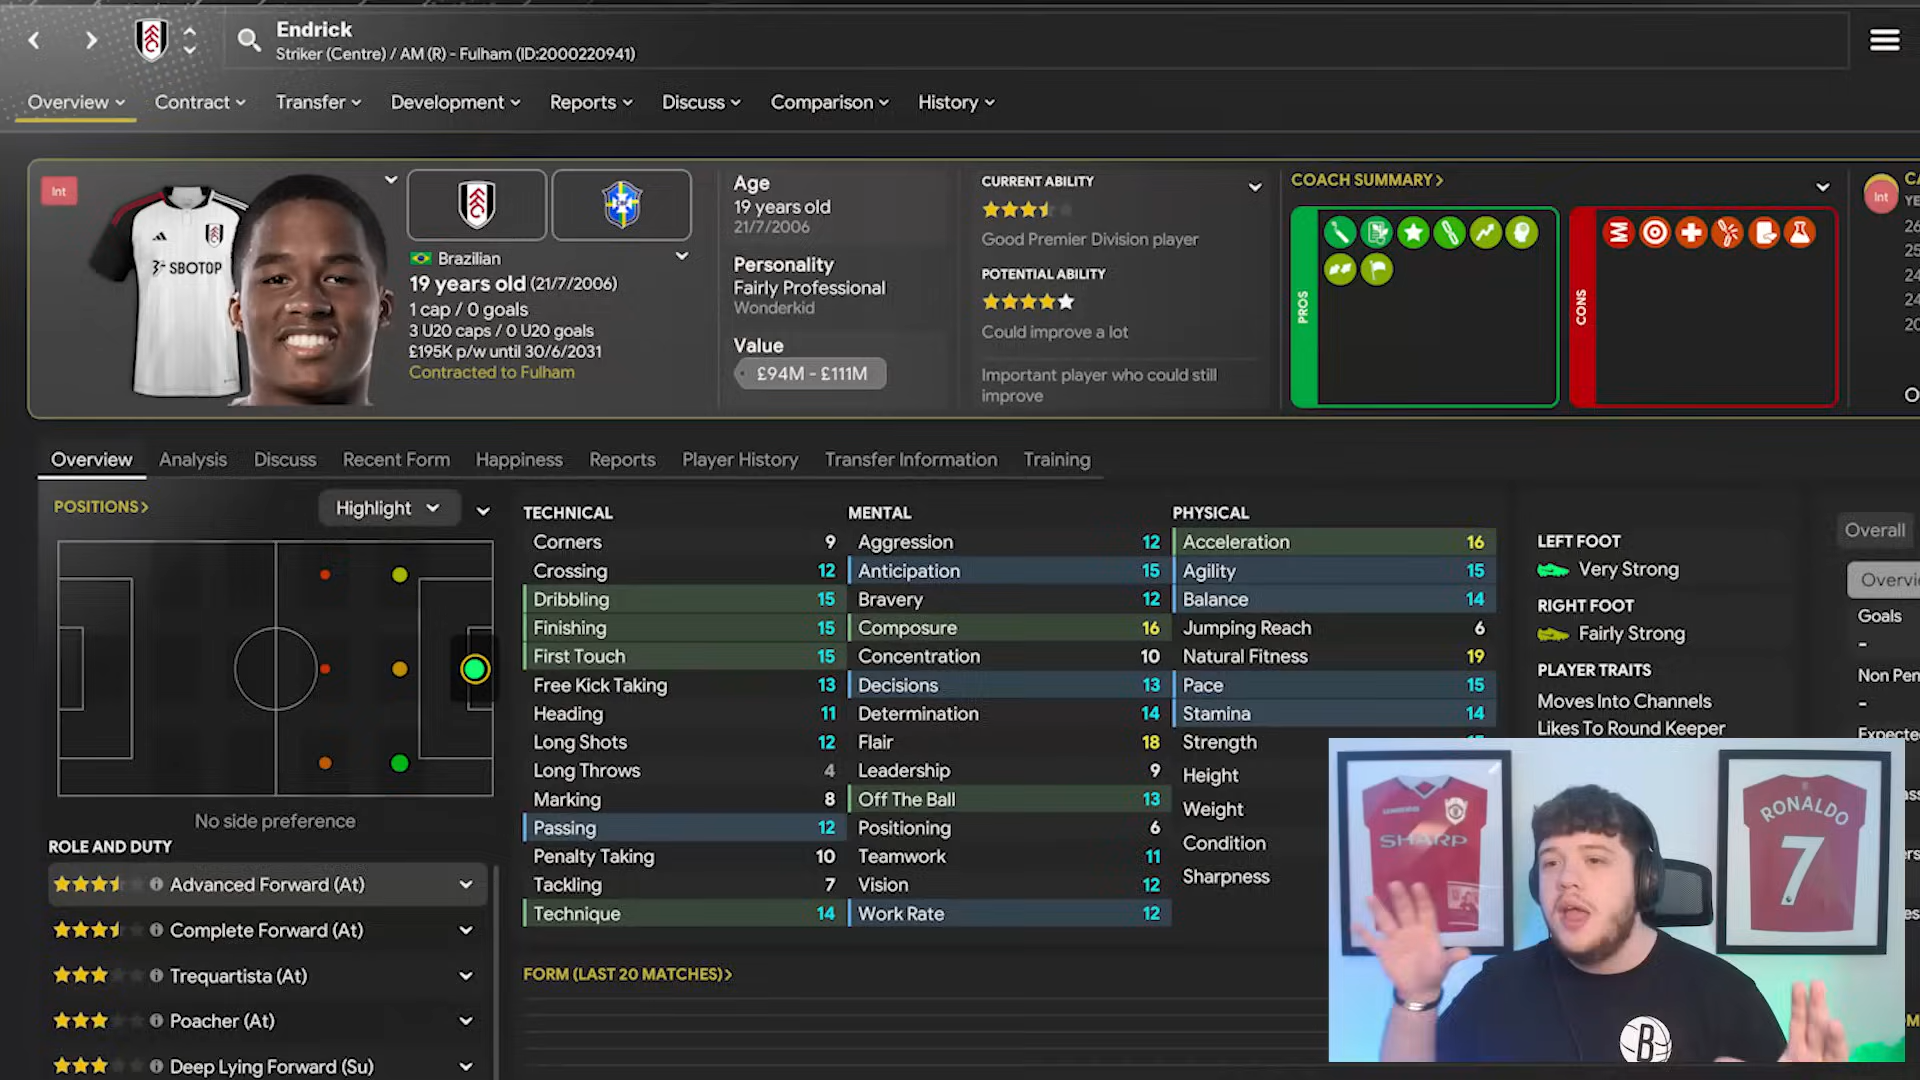 Endrick
Striker (Centre) / AM (R) - Fulham (ID:2000220941)
Overview
Contract
Transfer
Development
Reports
Discuss
Comparison
History
Int
SBOTOP
Brazilian
19 years old (21/7/2006)
1 cap / 0 goals
3 U20 caps / 0 U20 goals
£195K p/w until 30/6/2031
Contracted to Fulham
Age
19 years old
21/7/2006
Personality
Fairly Professional
Wonderkid
Value
£94M - £111M
CURRENT ABILITY
Good Premier Division player
POTENTIAL ABILITY
Could improve a lot
Important player who could still
improve
COACH SUMMARY >
PROS
CONS
Int
Overview
Analysis
Discuss
Recent Form
Happiness
Reports
Player History
Transfer Information
Training
POSITIONS >
Highlight
No side preference
ROLE AND DUTY
Advanced Forward (At)
Complete Forward (At)
Trequartista (At)
Poacher (At)
Deep Lying Forward (Su)
TECHNICAL
Corners 9
Crossing 12
Dribbling 15
Finishing 15
First Touch 15
Free Kick Taking 13
Heading 11
Long Shots 12
Long Throws 4
Marking 8
Passing 12
Penalty Taking 10
Tackling 7
Technique 14
MENTAL
Aggression 12
Anticipation 15
Bravery 12
Composure 16
Concentration 10
Decisions 13
Determination 14
Flair 18
Leadership 9
Off The Ball 13
Positioning 6
Teamwork 11
Vision 12
Work Rate 12
PHYSICAL
Acceleration 16
Agility 15
Balance 14
Jumping Reach 6
Natural Fitness 19
Pace 15
Stamina 14
Strength
Height
Weight
Condition
Sharpness
LEFT FOOT
Very Strong
RIGHT FOOT
Fairly Strong
PLAYER TRAITS
Moves Into Channels
Likes To Round Keeper
Overall
Goals
Non Pen
FORM (LAST 20 MATCHES) >
SHARP
RONALDO
7
B